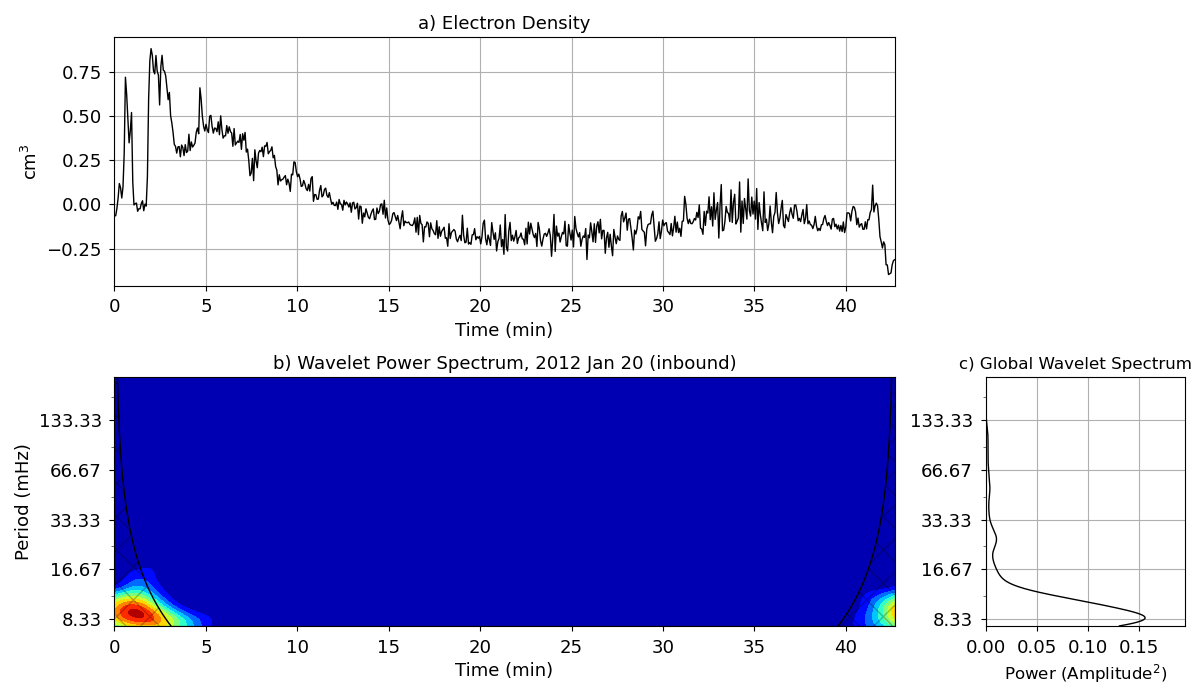 a) Electron Density
cm³
0.75
0.50
0.25
0.00
−0.25
0 5 10 15 20 25 30 35 40
Time (min)
b) Wavelet Power Spectrum, 2012 Jan 20 (inbound)
Period (mHz)
133.33
66.67
33.33
16.67
8.33
0 5 10 15 20 25 30 35 40
Time (min)
c) Global Wavelet Spectrum
133.33
66.67
33.33
16.67
8.33
0.00 0.05 0.10 0.15
Power (Amplitude²)